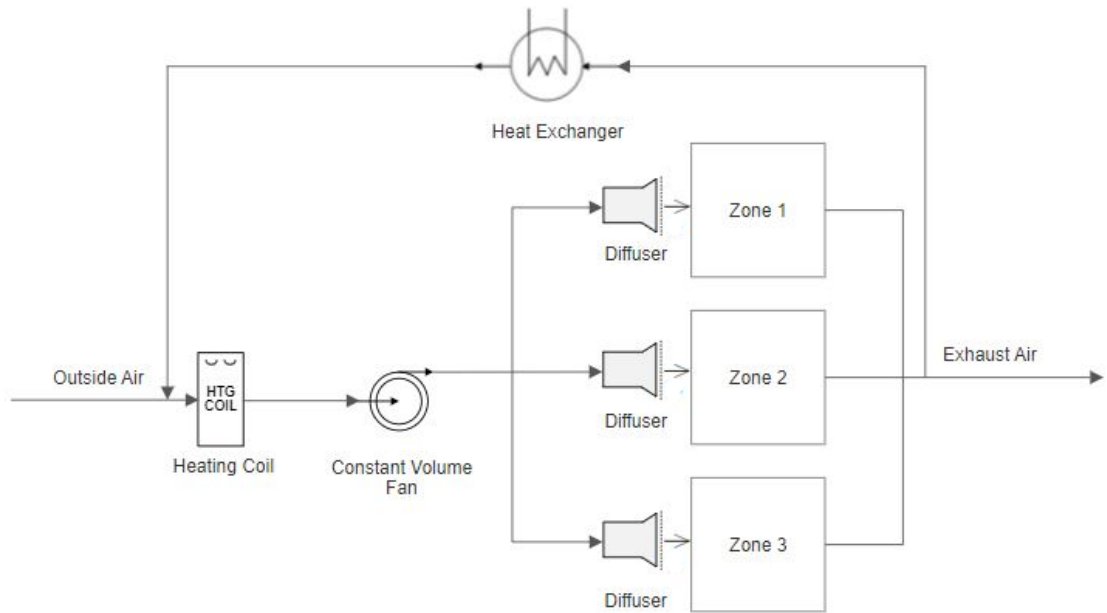 Heat Exchanger
Zone 1
Diffuser
Outside Air
HTG
COIL
Heating Coil
Constant Volume
Fan
Zone 2
Diffuser
Exhaust Air
Zone 3
Diffuser